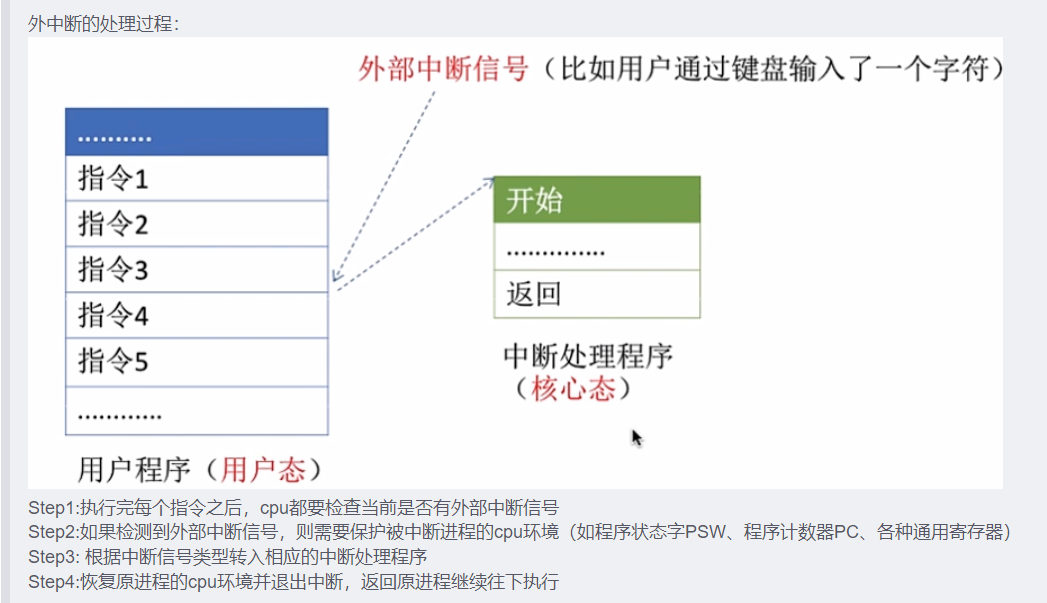 外中断的处理过程：
外部中断信号（比如用户通过键盘输入了一个字符）
..........
指令1
指令2
指令3
指令4
指令5
............
用户程序（用户态）
开始
..............
返回
中断处理程序
（核心态）
Step1:执行完每个指令之后，cpu都要检查当前是否有外部中断信号
Step2:如果检测到外部中断信号，则需要保护被中断进程的cpu环境（如程序状态字PSW、程序计数器PC、各种通用寄存器）
Step3: 根据中断信号类型转入相应的中断处理程序
Step4:恢复原进程的cpu环境并退出中断，返回原进程继续往下执行